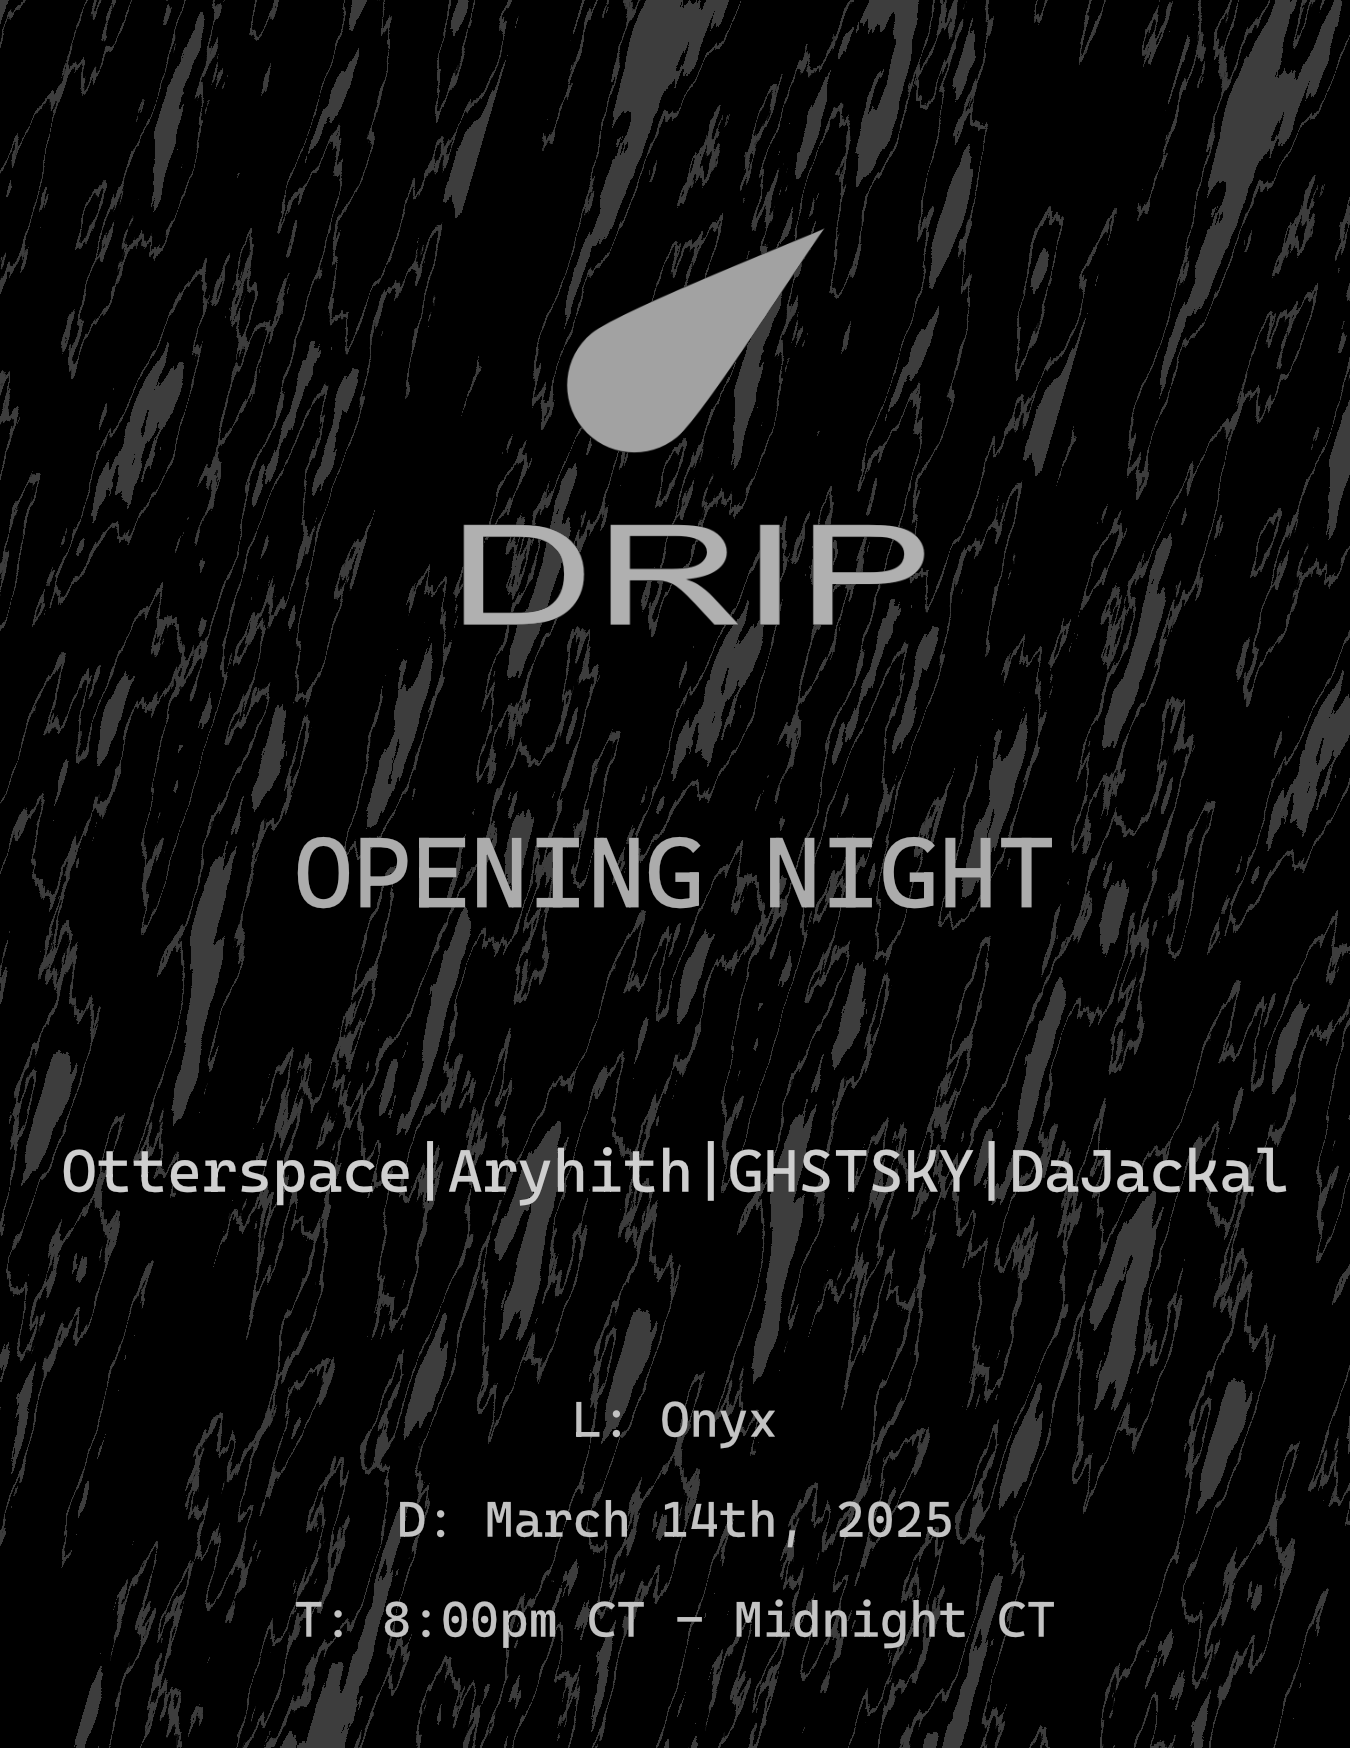 DRIP
OPENING NIGHT
Otterspace|Aryhith|GHSTSKY|DaJackal
L: Onyx
D: March 14th, 2025
T: 8:00pm CT – Midnight CT